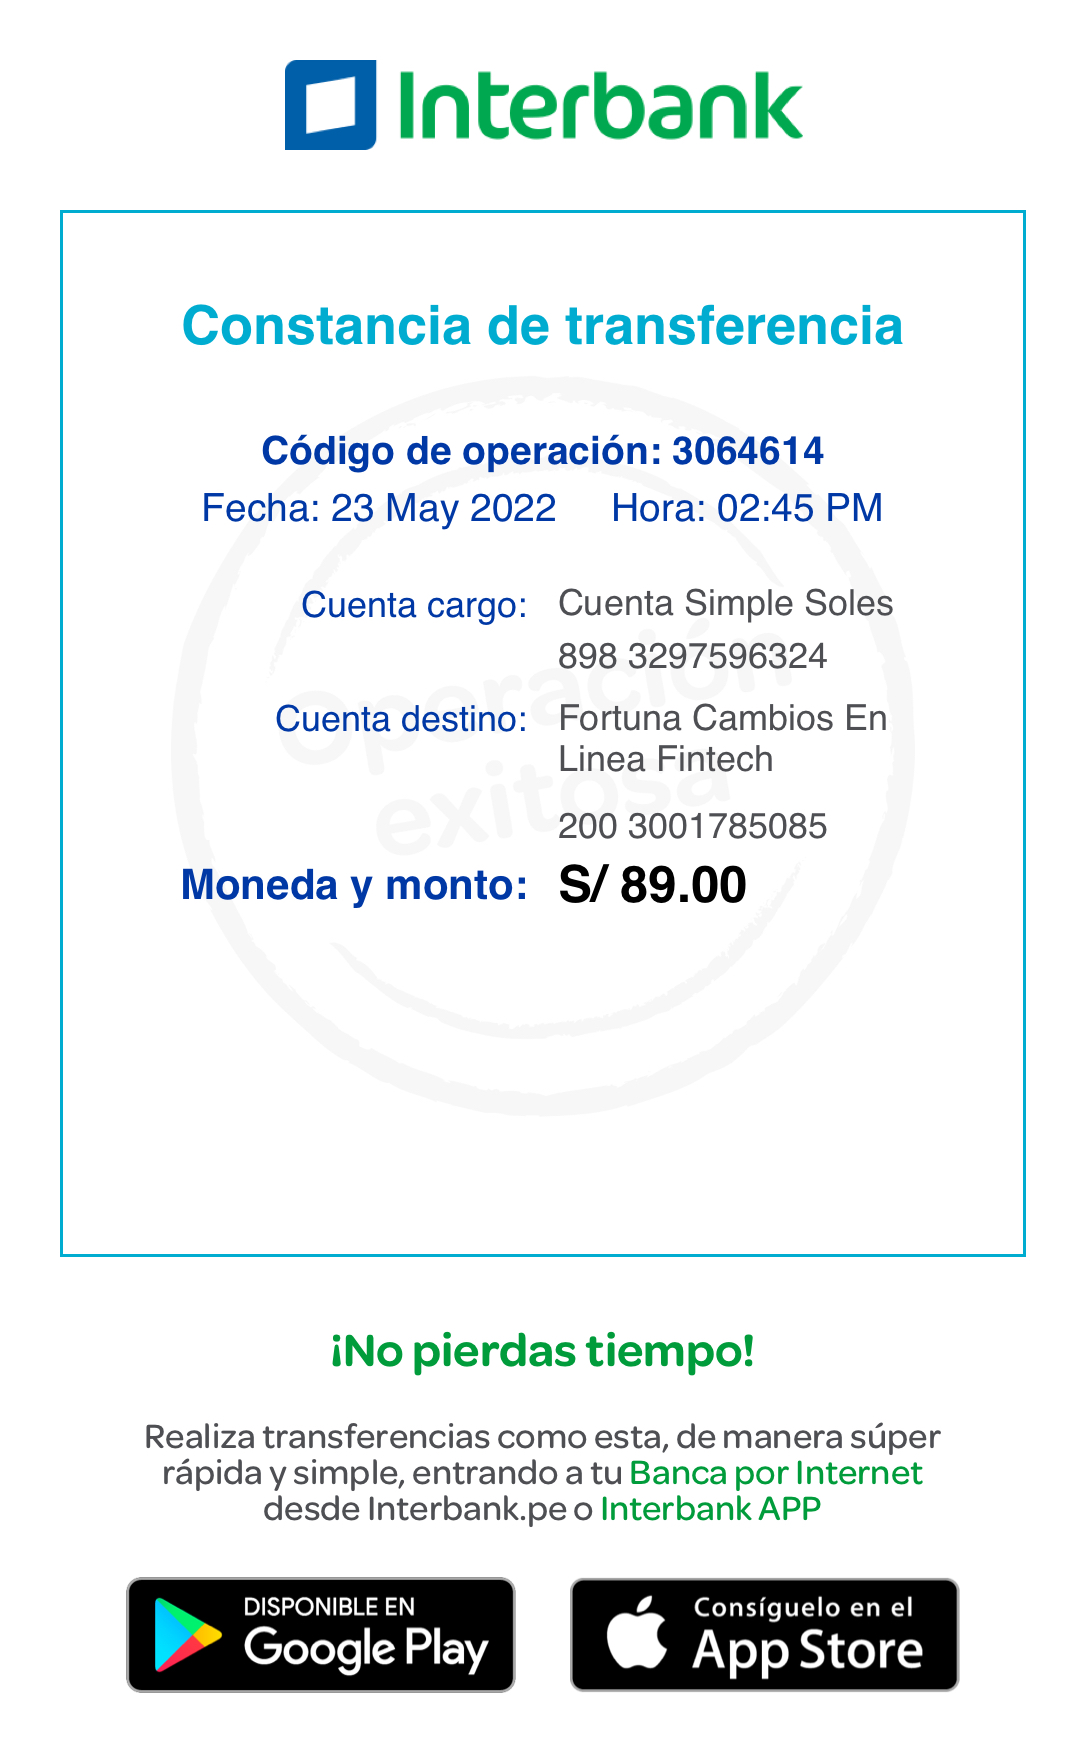 Interbank
Constancia de transferencia
Código de operación: 3064614
Fecha: 23 May 2022 Hora: 02:45 PM
Cuenta cargo: Cuenta Simple Soles
898 3297596324
Operación
exitosa
Cuenta destino: Fortuna Cambios En
Linea Fintech
200 3001785085
Moneda y monto: S/ 89.00
¡No pierdas tiempo!
Realiza transferencias como esta, de manera súper
rápida y simple, entrando a tu Banca por Internet
desde Interbank.pe o Interbank APP
DISPONIBLE EN
Google Play
Consíguelo en el
App Store